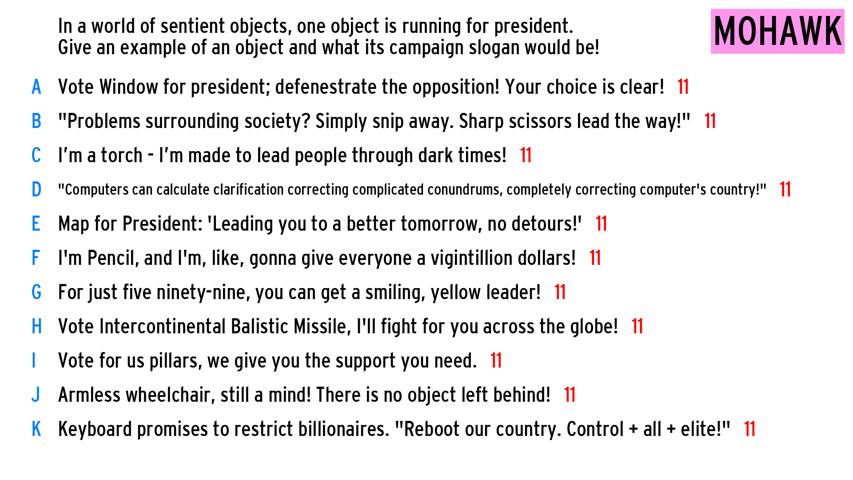 In a world of sentient objects, one object is running for president.
Give an example of an object and what its campaign slogan would be!
MOHAWK
A Vote Window for president; defenestrate the opposition! Your choice is clear! 11
B "Problems surrounding society? Simply snip away. Sharp scissors lead the way!" 11
C I'm a torch - I'm made to lead people through dark times! 11
D "Computers can calculate clarification correcting complicated conundrums, completely correcting computer's country!" 11
E Map for President: 'Leading you to a better tomorrow, no detours!' 11
F I'm Pencil, and I'm, like, gonna give everyone a vigintillion dollars! 11
G For just five ninety-nine, you can get a smiling, yellow leader! 11
H Vote Intercontinental Balistic Missile, I'll fight for you across the globe! 11
I Vote for us pillars, we give you the support you need. 11
J Armless wheelchair, still a mind! There is no object left behind! 11
K Keyboard promises to restrict billionaires. "Reboot our country. Control + all + elite!" 11